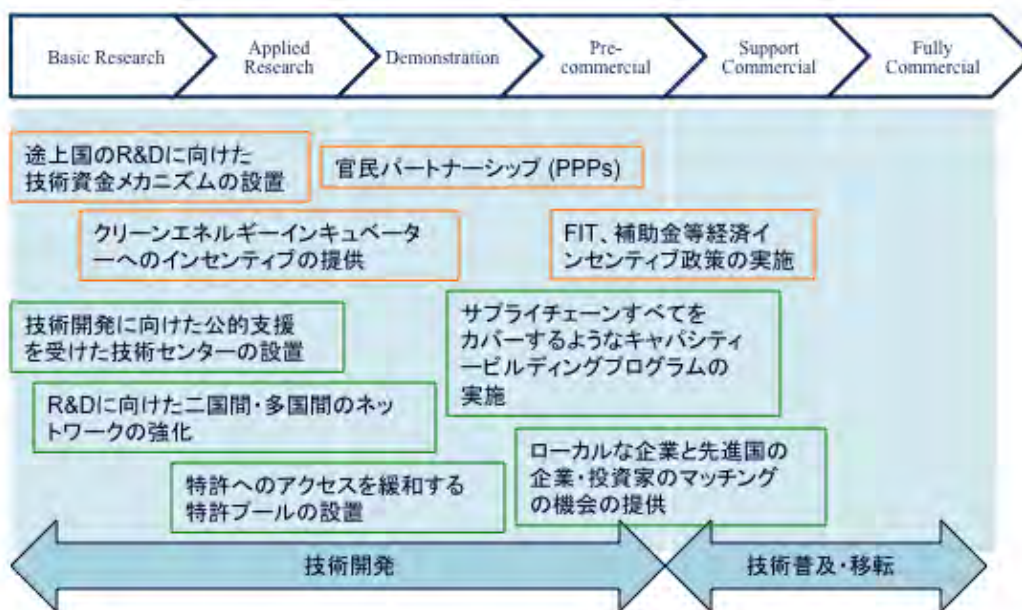 Basic Research
Applied
Research
Demonstration
Pre-
commercial
Support
Commercial
Fully
Commercial
途上国のR&Dに向けた
技術資金メカニズムの設置
官民パートナーシップ (PPPs)
クリーンエネルギーインキュベータ
ーへのインセンティブの提供
FIT、補助金等経済イ
ンセンティブ政策の実施
技術開発に向けた公的支援
を受けた技術センターの設置
サプライチェーンすべてを
カバーするようなキャパシティ
ービルディングプログラムの
実施
R&Dに向けた二国間・多国間のネッ
トワークの強化
ローカルな企業と先進国の
企業・投資家のマッチング
の機会の提供
特許へのアクセスを緩和する
特許プールの設置
技術開発
技術普及・移転